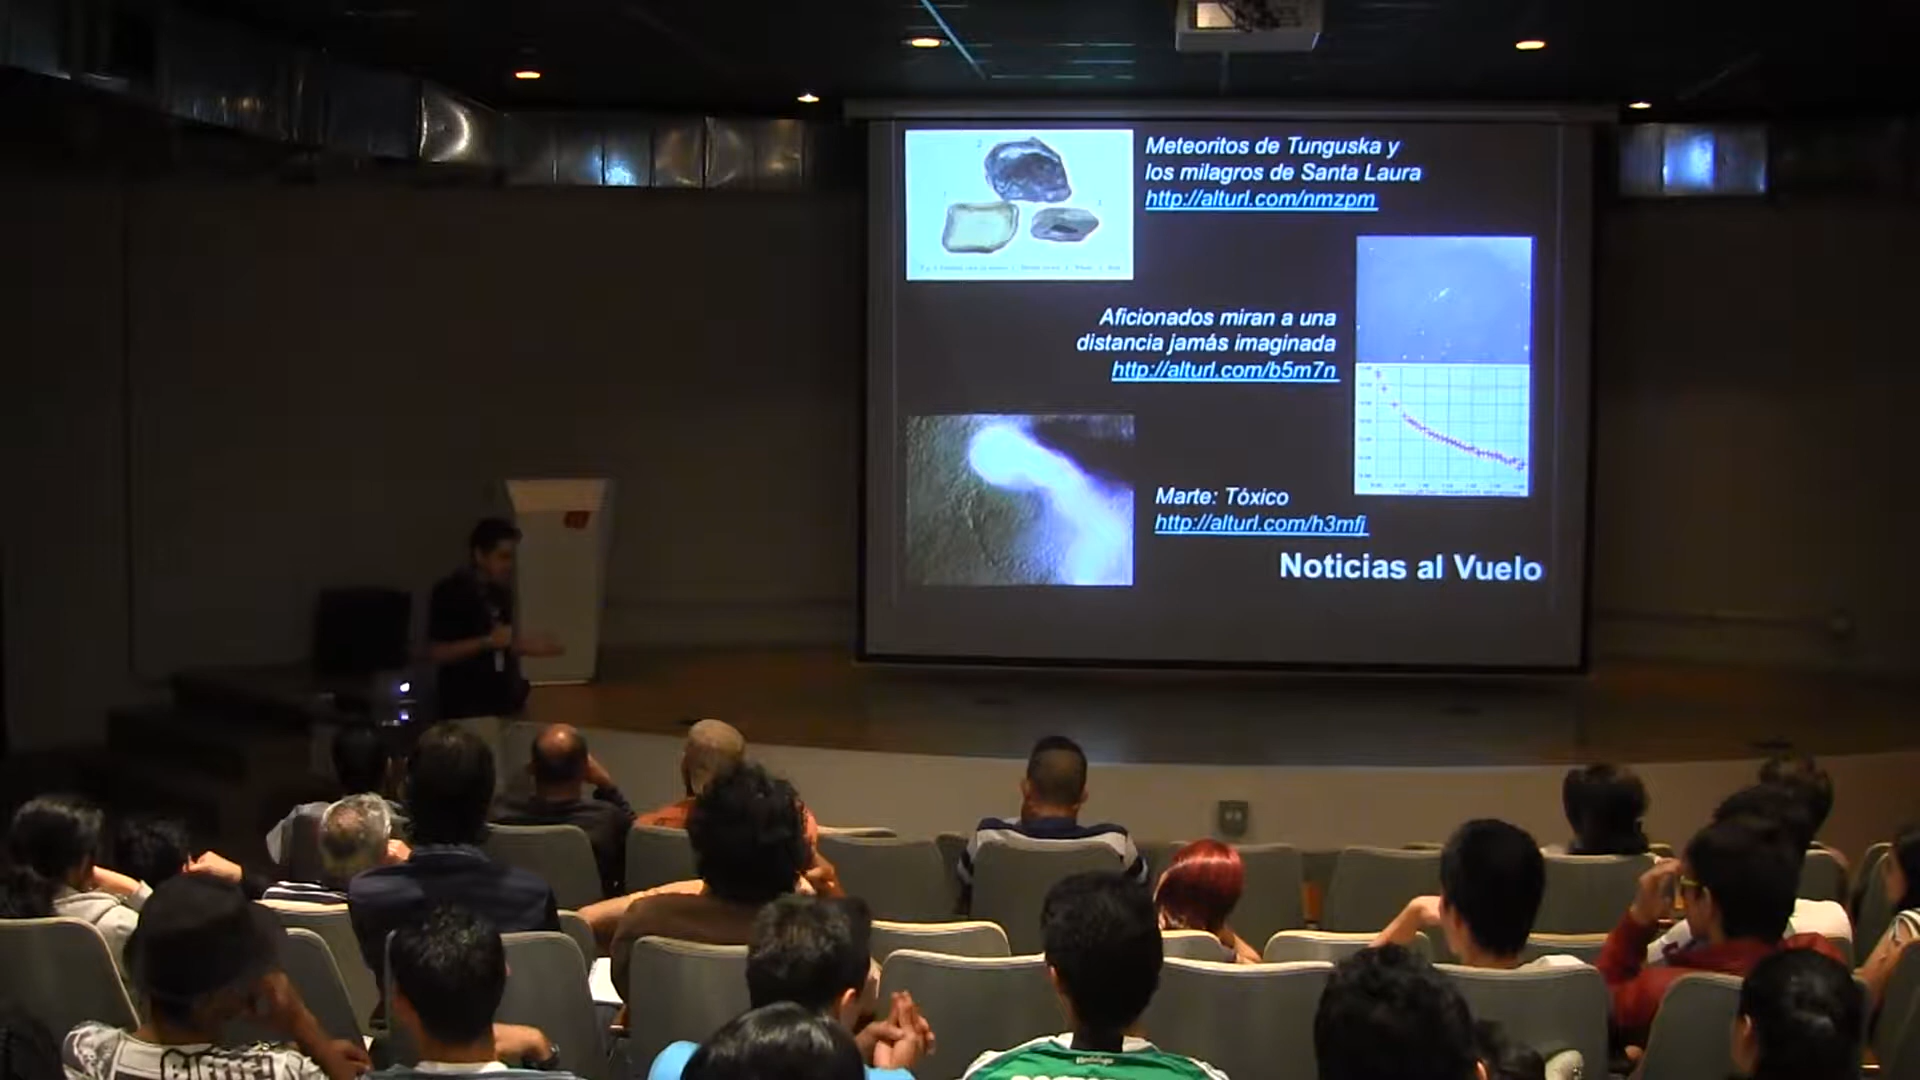 Meteoritos de Tunguska y
los milagros de Santa Laura
http://alturl.com/nmzpm
Aficionados miran a una
distancia jamás imaginada
http://alturl.com/b5m7n
Marte: Tóxico
http://alturl.com/h3mfj
Noticias al Vuelo